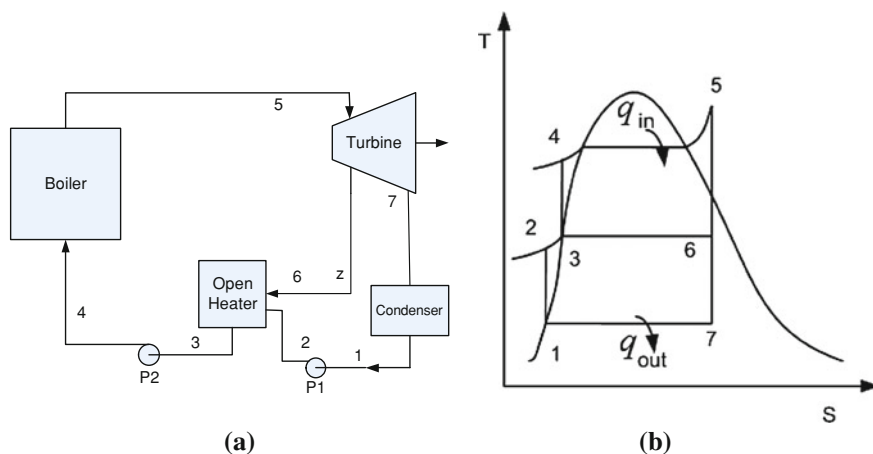 5
Turbine
Boiler
7
6
z
Open
Heater
Condenser
4
3
2
1
P2
P1
(a)
T
5
q in
4
2
3
6
1
q out
7
S
(b)